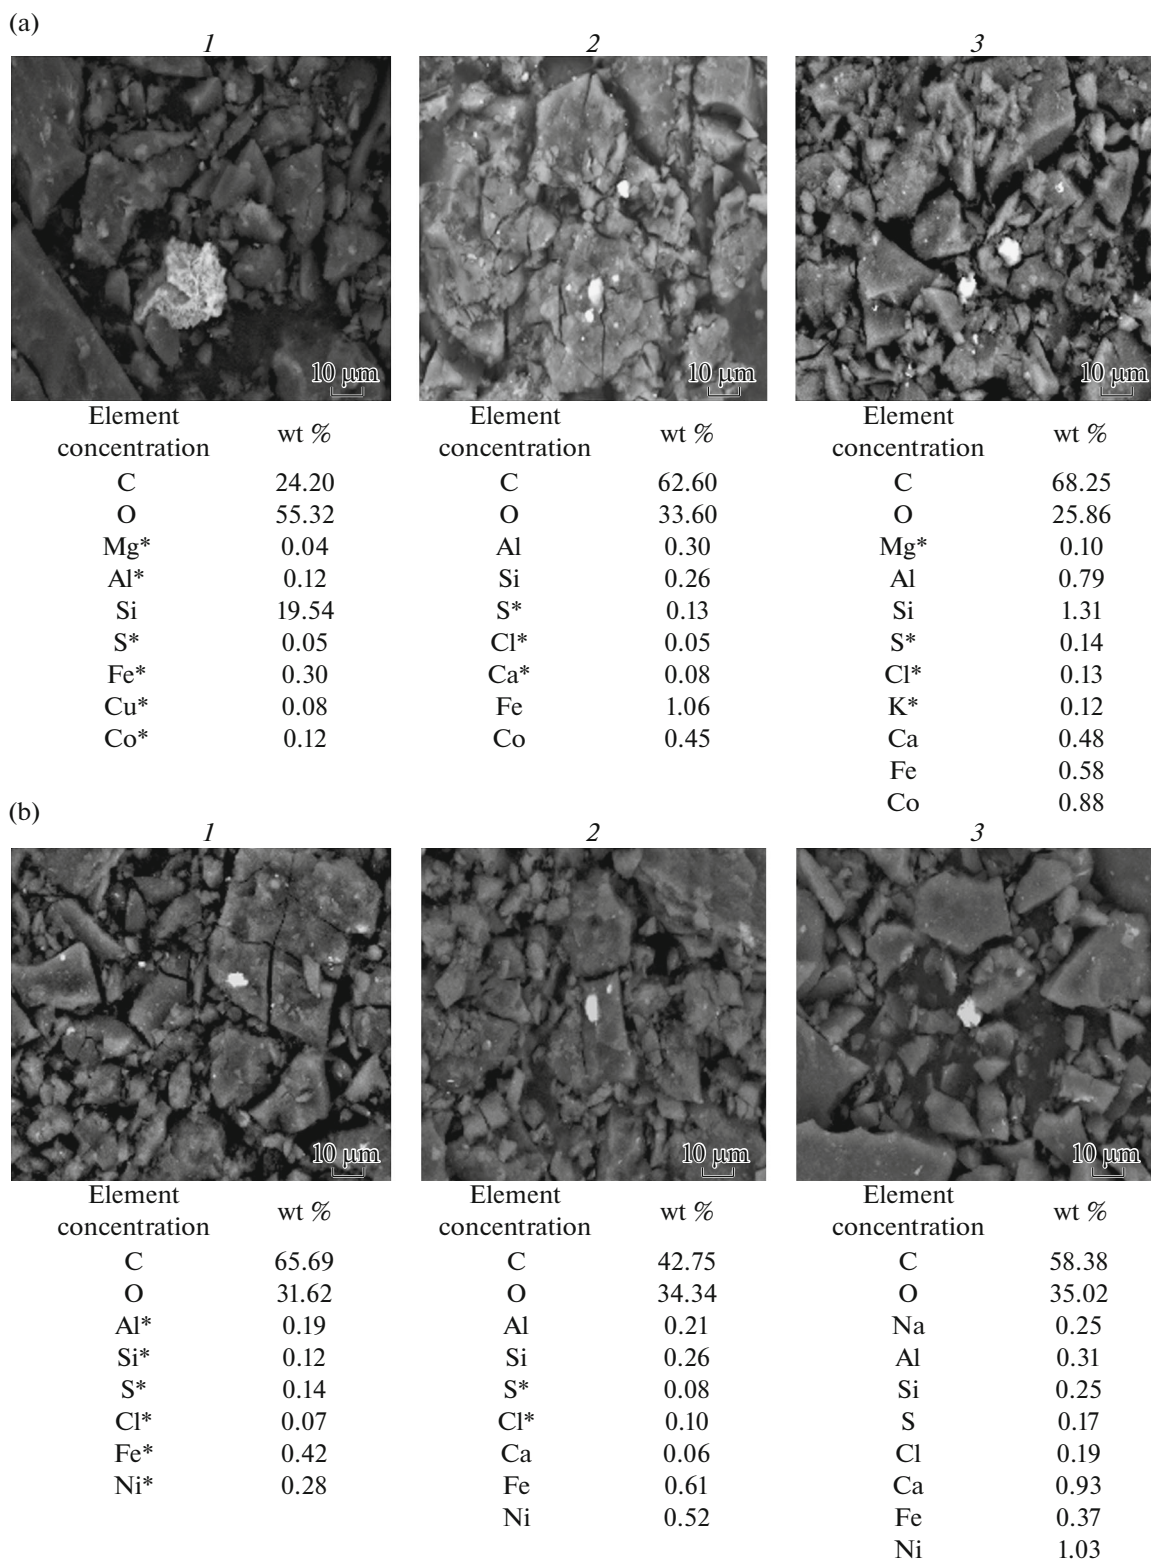 (a)
1 2 3
10 µm 10 µm 10 µm
Element Element Element
concentration wt % concentration wt % concentration wt %
C 24.20 C 62.60 C 68.25
O 55.32 O 33.60 O 25.86
Mg* 0.04 Al 0.30 Mg* 0.10
Al* 0.12 Si 0.26 Al 0.79
Si 19.54 S* 0.13 Si 1.31
S* 0.05 Cl* 0.05 S* 0.14
Fe* 0.30 Ca* 0.08 Cl* 0.13
Cu* 0.08 Fe 1.06 K* 0.12
Co* 0.12 Co 0.45 Ca 0.48
Fe 0.58
Co 0.88
(b)
1 2 3
10 µm 10 µm 10 µm
Element Element Element
concentration wt % concentration wt % concentration wt %
C 65.69 C 42.75 C 58.38
O 31.62 O 34.34 O 35.02
Al* 0.19 Al 0.21 Na 0.25
Si* 0.12 Si 0.26 Al 0.31
S* 0.14 S* 0.08 Si 0.25
Cl* 0.07 Cl* 0.10 S 0.17
Fe* 0.42 Ca 0.06 Cl 0.19
Ni* 0.28 Fe 0.61 Ca 0.93
Ni 0.52 Fe 0.37
Ni 1.03